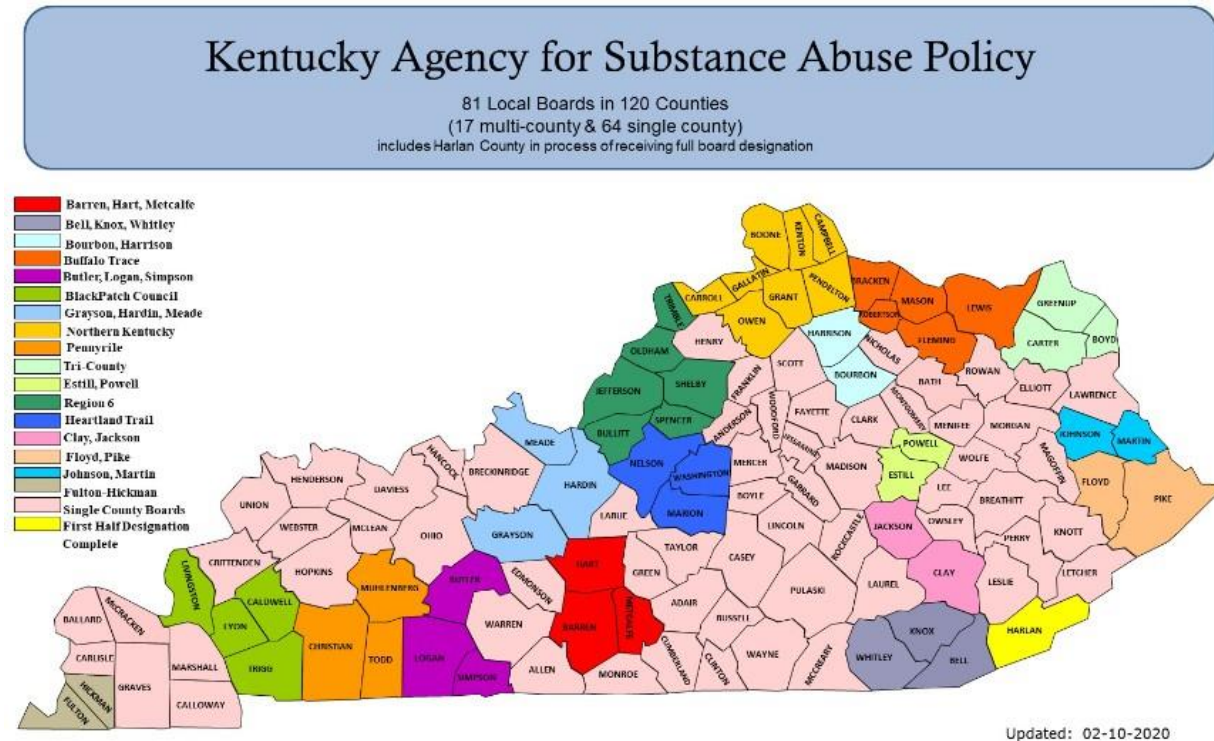 Kentucky Agency for Substance Abuse Policy
81 Local Boards in 120 Counties
(17 multi-county & 64 single county)
includes Harlan County in process of receiving full board designation
Barren, Hart, Metcalfe
Bell, Knox, Whitley
Bourbon, Harrison
Buffalo Trace
Butler, Logan, Simpson
BlackPatch Council
Grayson, Hardin, Meade
Northern Kentucky
Pennyrile
Tri-County
Estill, Powell
Region 6
Heartland Trail
Clay, Jackson
Floyd, Pike
Johnson, Martin
Fulton-Hickman
Single County Boards
First Half Designation
Complete
BOONE
KENTON
CAMPBELL
GALLATIN
CARROLL
GRANT
PENDELTON
OWEN
BRACKEN
MASON
ROBERTSON
LEWIS
FLEMING
GREENUP
CARTER
BOYD
TRIMBLE
HENRY
OLDHAM
JEFFERSON
SHELBY
SPENCER
BULLITT
HARRISON
NICHOLAS
BOURBON
SCOTT
FRANKLIN
WOODFORD
FAYETTE
ANDERSON
CLARK
BATH
ROWAN
MONTGOMERY
MENIFEE
MORGAN
ELLIOTT
LAWRENCE
JOHNSON
MARTIN
MAGOFFIN
FLOYD
PIKE
POWELL
ESTILL
WOLFE
LEE
BREATHITT
KNOTT
PERRY
OWSLEY
LETCHER
LESLIE
JACKSON
CLAY
LAUREL
ROCKCASTLE
MADISON
GARRARD
MERCER
BOYLE
LINCOLN
CASEY
PULASKI
NELSON
WASHINGTON
MARION
MEADE
HARDIN
GRAYSON
LARUE
BRECKINRIDGE
HANCOCK
DAVIESS
HENDERSON
UNION
WEBSTER
MCLEAN
OHIO
CRITTENDEN
HOPKINS
MUHLENBERG
BUTLER
EDMONSON
HART
GREEN
TAYLOR
ADAIR
RUSSELL
LIVINGSTON
CALDWELL
LYON
TRIGG
CHRISTIAN
TODD
LOGAN
SIMPSON
WARREN
ALLEN
BARREN
METCALFE
MONROE
CUMBERLAND
CLINTON
WAYNE
MCCREARY
WHITLEY
KNOX
BELL
HARLAN
BALLARD
McCRACKEN
CARLISLE
GRAVES
MARSHALL
CALLOWAY
HICKMAN
FULTON
Updated: 02-10-2020